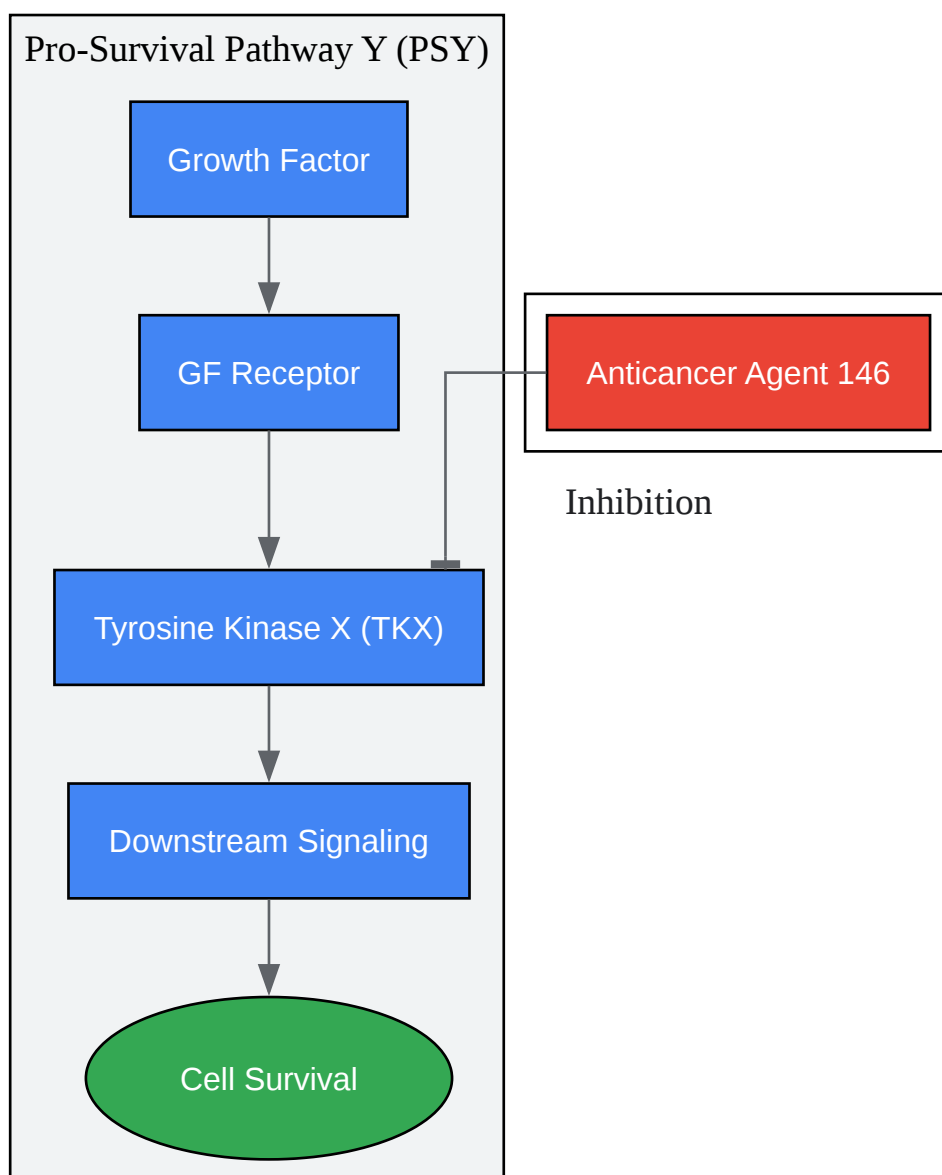 Pro-Survival Pathway Y (PSY)
Growth Factor
GF Receptor
Anticancer Agent 146
Inhibition
Tyrosine Kinase X (TKX)
Downstream Signaling
Cell Survival